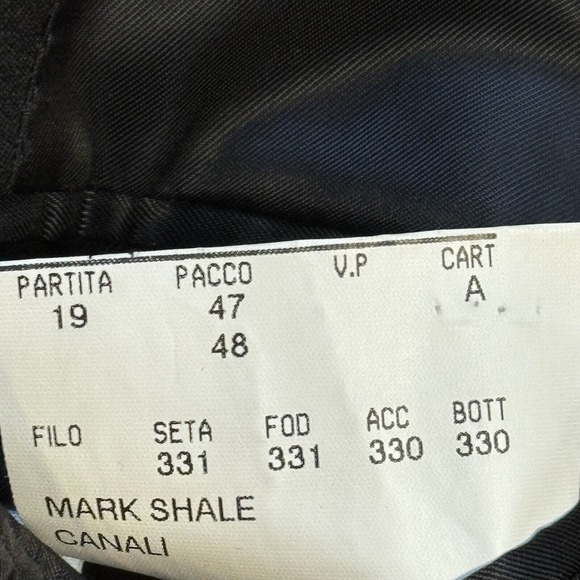 PARTITA PACCO V.P CART
19 47 A
48
FILO SETA FOD ACC BOTT
331 331 330 330
MARK SHALE
CANALI